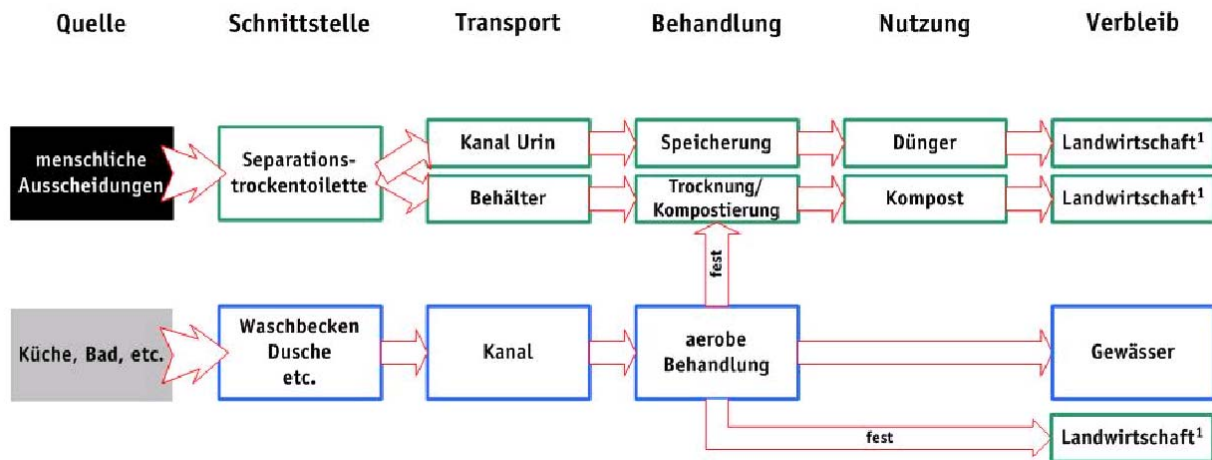 Quelle Schnittstelle Transport Behandlung Nutzung Verbleib
menschliche
Ausscheidungen
Separations-
trockentoilette
Kanal Urin
Speicherung
Dünger
Landwirtschaft¹
Behälter
Trocknung/
Kompostierung
Kompost
Landwirtschaft¹
fest
Küche, Bad, etc.
Waschbecken
Dusche
etc.
Kanal
aerobe
Behandlung
Gewässer
fest
Landwirtschaft¹